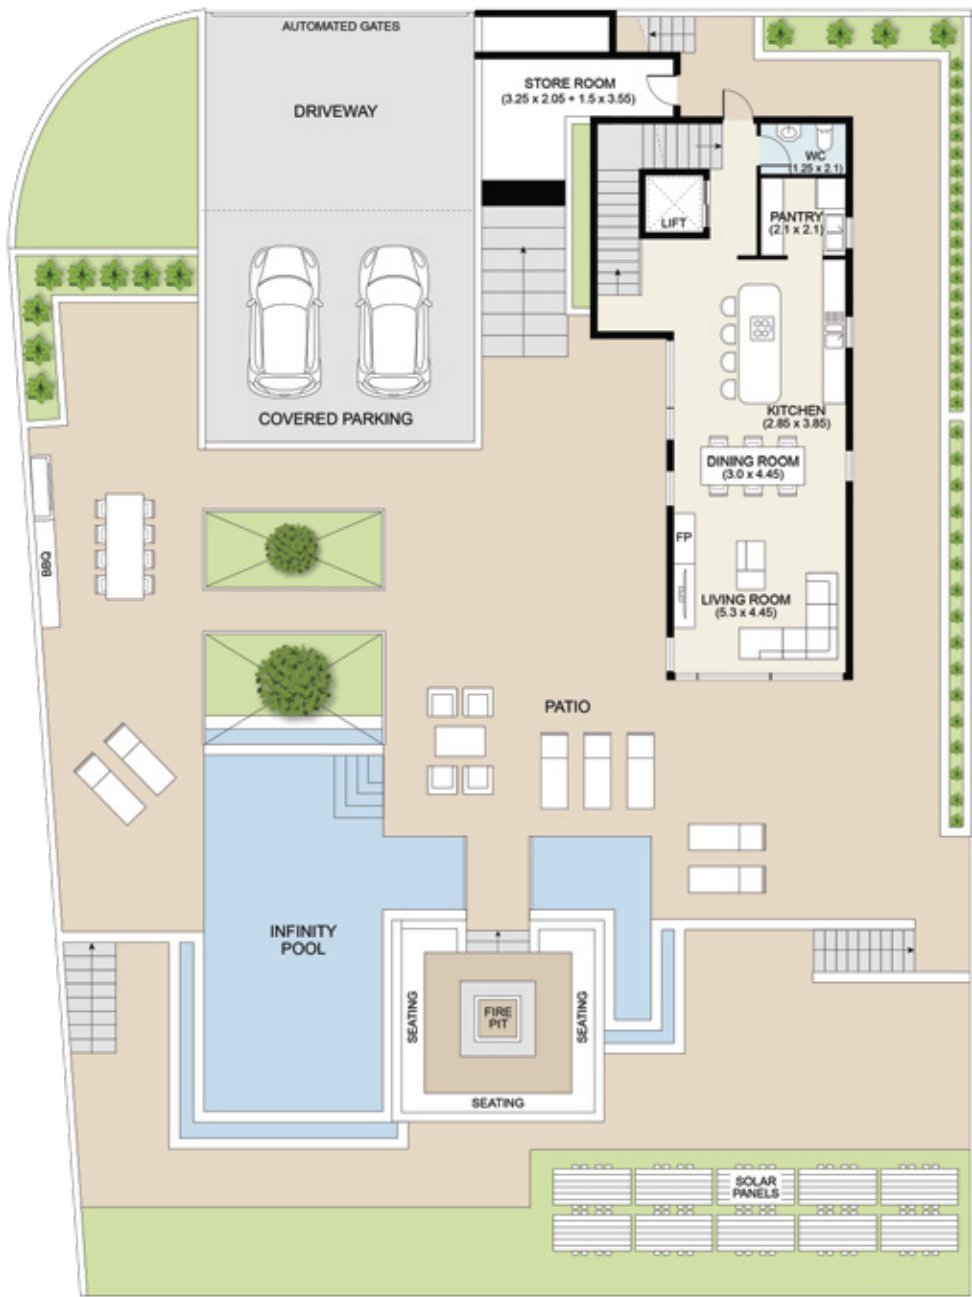 AUTOMATED GATES
DRIVEWAY
STORE ROOM
(3.25 x 2.05 + 1.5 x 3.55)
WC
(1.25 x 2.1)
PANTRY
(2.1 x 2.1)
LIFT
COVERED PARKING
KITCHEN
(2.85 x 3.85)
DINING ROOM
(3.0 x 4.45)
FP
BBQ
LIVING ROOM
(5.3 x 4.45)
PATIO
INFINITY
POOL
SEATING
FIRE
PIT
SEATING
SEATING
SOLAR
PANELS